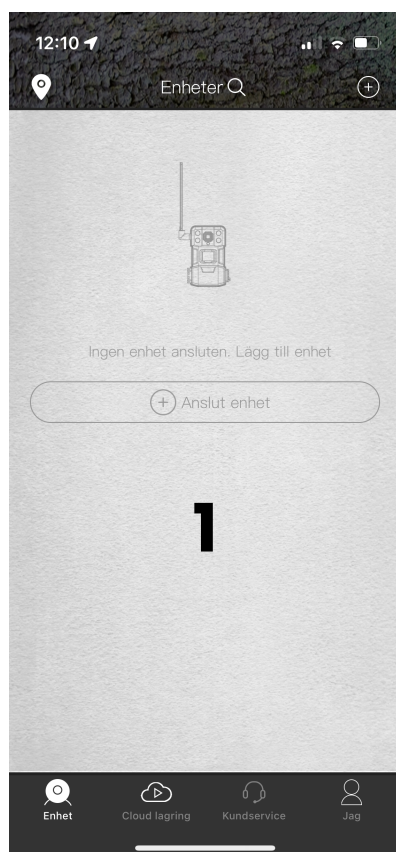 12:10
Enheter
Ingen enhet ansluten. Lägg till enhet
Anslut enhet
1
Enhet Cloud lagring Kundservice Jag